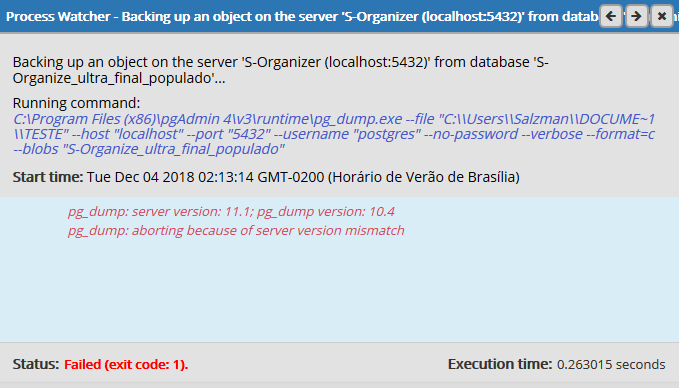 Process Watcher - Backing up an object on the server 'S-Organizer (localhost:5432)' from datab
Backing up an object on the server 'S-Organizer (localhost:5432)' from database 'S-
Organize_ultra_final_populado'...
Running command:
C:\Program Files (x86)\pgAdmin 4\v3\runtime\pg_dump.exe --file "C:\\Users\\Salzman\\DOCUME~1
\\TESTE" --host "localhost" --port "5432" --username "postgres" --no-password --verbose --format=c
--blobs "S-Organize_ultra_final_populado"
Start time: Tue Dec 04 2018 02:13:14 GMT-0200 (Horário de Verão de Brasília)
pg_dump: server version: 11.1; pg_dump version: 10.4
pg_dump: aborting because of server version mismatch
Status: Failed (exit code: 1). Execution time: 0.263015 seconds